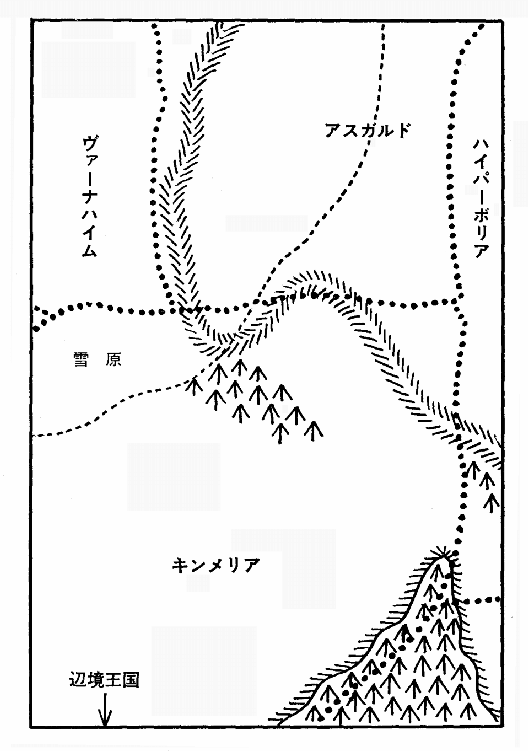 アスガルド
ヴァーナハイム
ハイパーボリア
雪原
キンメリア
辺境王国